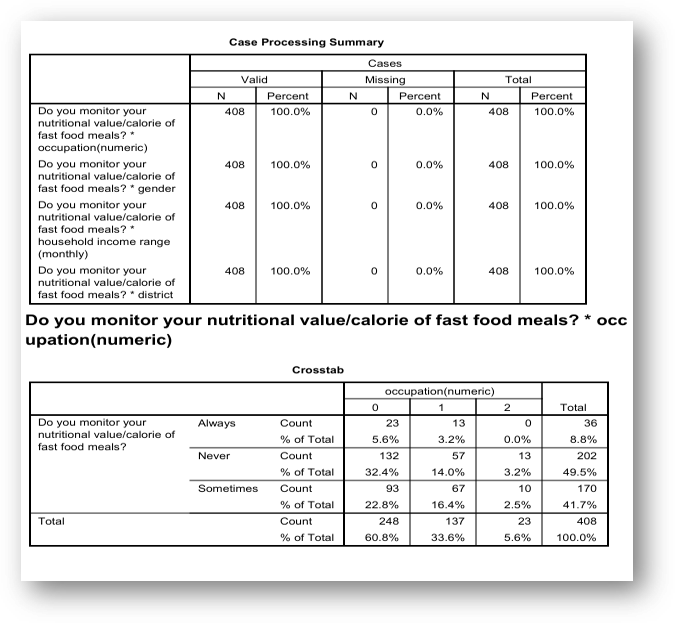 Case Processing Summary
Cases
Valid Missing Total
N Percent N Percent N Percent
Do you monitor your 408 100.0% 0 0.0% 408 100.0%
nutritional value/calorie of
fast food meals? *
occupation(numeric)
Do you monitor your 408 100.0% 0 0.0% 408 100.0%
nutritional value/calorie of
fast food meals? * gender
Do you monitor your 408 100.0% 0 0.0% 408 100.0%
nutritional value/calorie of
fast food meals? *
household income range
(monthly)
Do you monitor your 408 100.0% 0 0.0% 408 100.0%
nutritional value/calorie of
fast food meals? * district
Do you monitor your nutritional value/calorie of fast food meals? * occ
upation(numeric)
Crosstab
occupation(numeric)
0 1 2 Total
Do you monitor your Always Count 23 13 0 36
nutritional value/calorie of % of Total 5.6% 3.2% 0.0% 8.8%
fast food meals?
Never Count 132 57 13 202
% of Total 32.4% 14.0% 3.2% 49.5%
Sometimes Count 93 67 10 170
% of Total 22.8% 16.4% 2.5% 41.7%
Total Count 248 137 23 408
% of Total 60.8% 33.6% 5.6% 100.0%